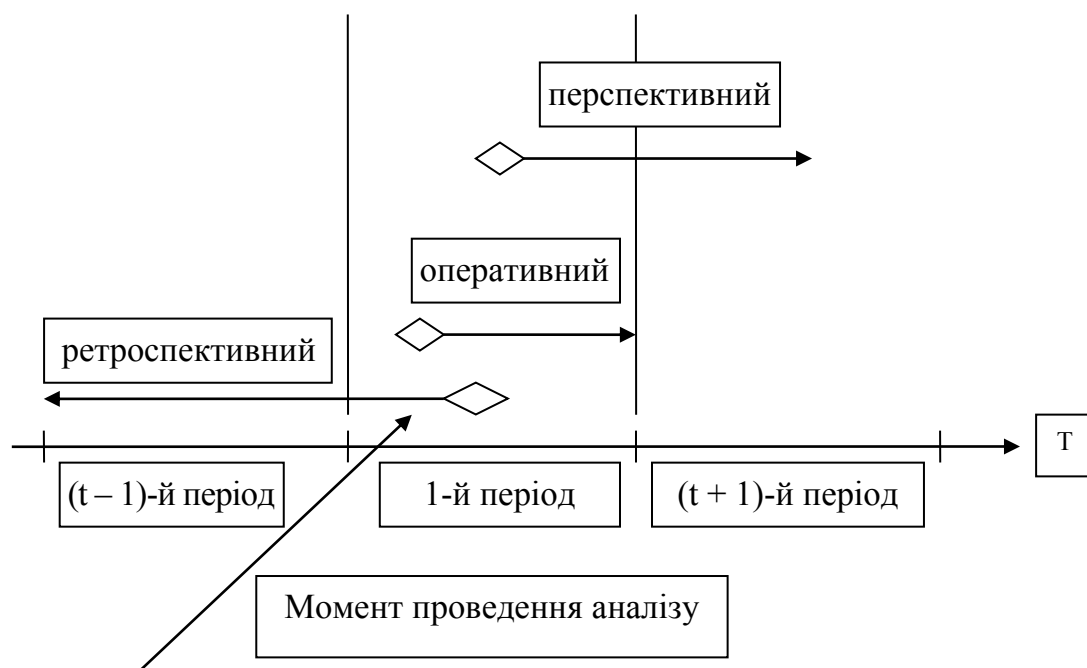 перспективний
оперативний
ретроспективний
Т
(t – 1)-й період
1-й період
(t + 1)-й період
Момент проведення аналізу